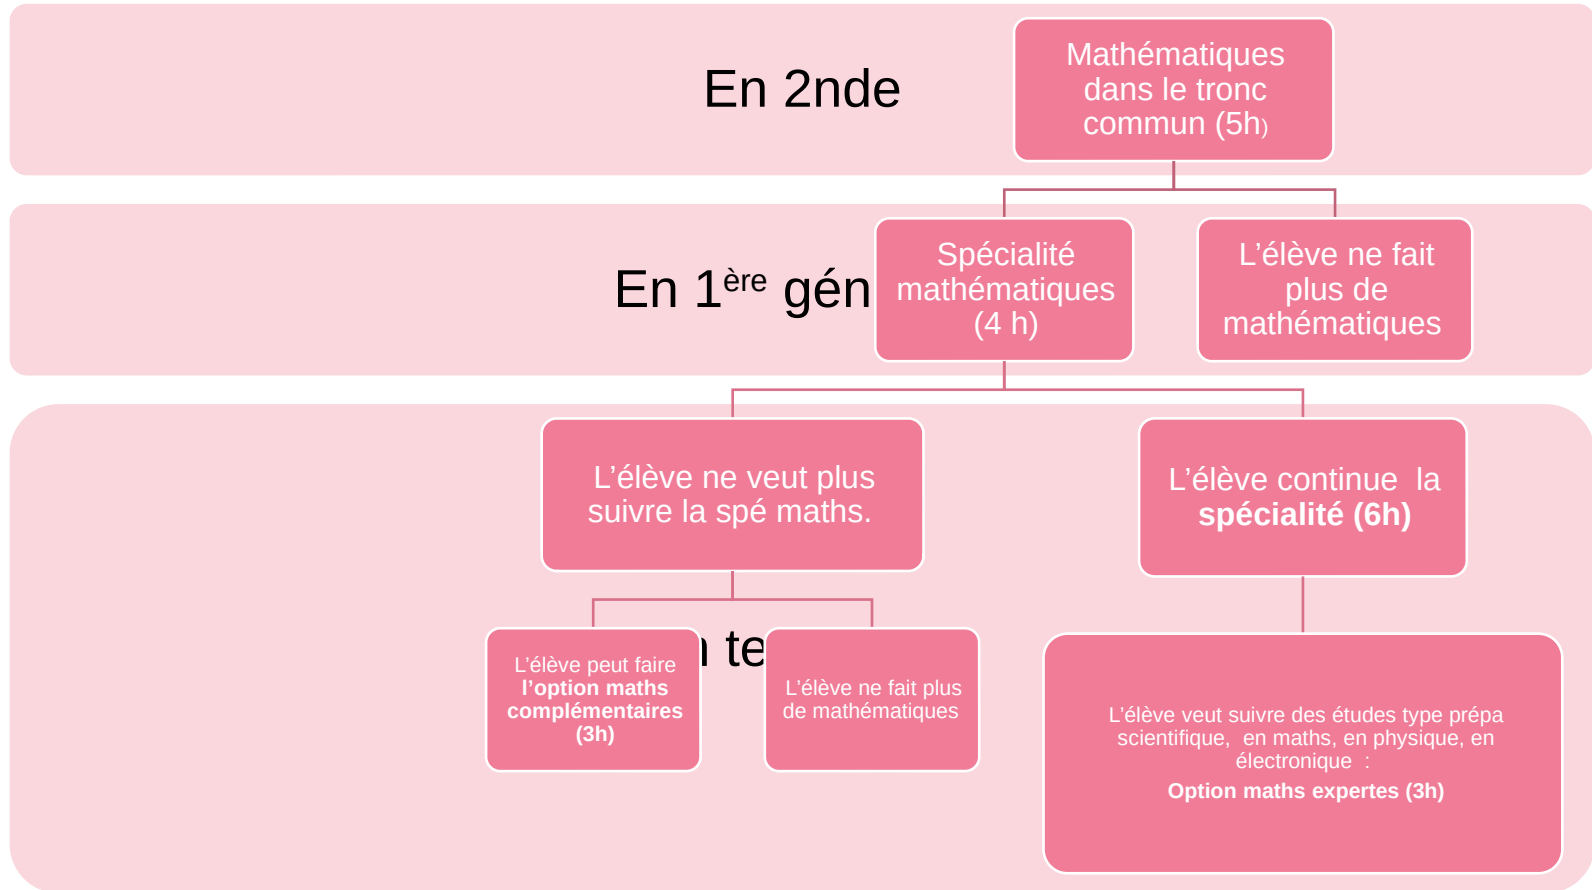 En 2nde
Mathématiques
dans le tronc
commun (5h)
En 1ère gén
Spécialité
mathématiques
(4 h)
L’élève ne fait
plus de
mathématiques
L’élève ne veut plus
suivre la spé maths.
L’élève continue la
spécialité (6h)
te
L’élève peut faire
l’option maths
complémentaires
(3h)
L’élève ne fait plus
de mathématiques
L’élève veut suivre des études type prépa
scientifique, en maths, en physique, en
électronique :
Option maths expertes (3h)